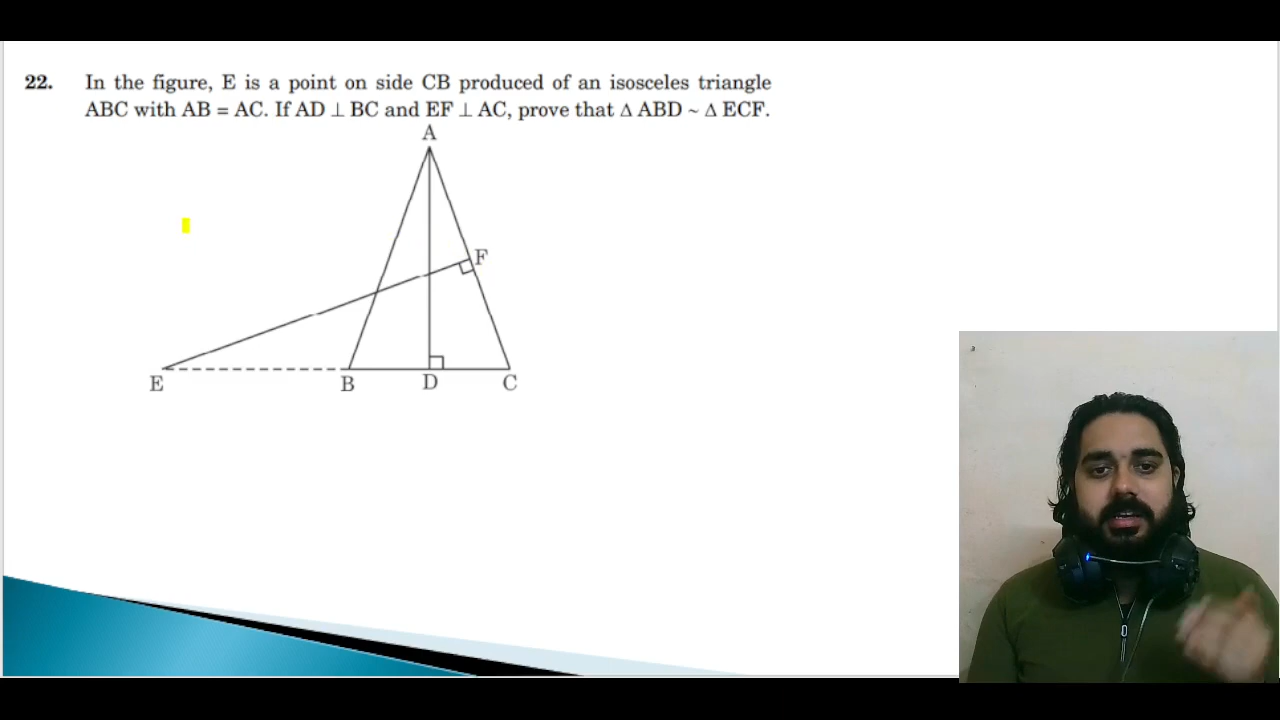 22. In the figure, E is a point on side CB produced of an isosceles triangle
ABC with AB = AC. If AD ⊥ BC and EF ⊥ AC, prove that Δ ABD ~ Δ ECF.
A
F
E B D C